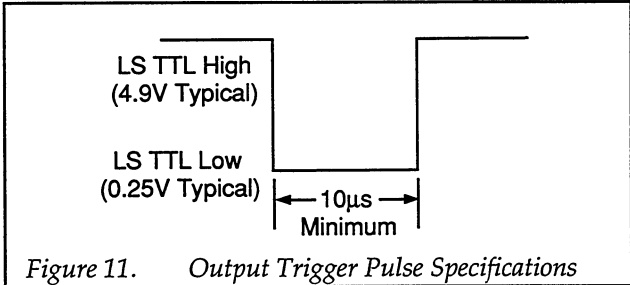 LS TTL High
(4.9V Typical)
LS TTL Low
(0.25V Typical)
10µs
Minimum
Figure 11. Output Trigger Pulse Specifications